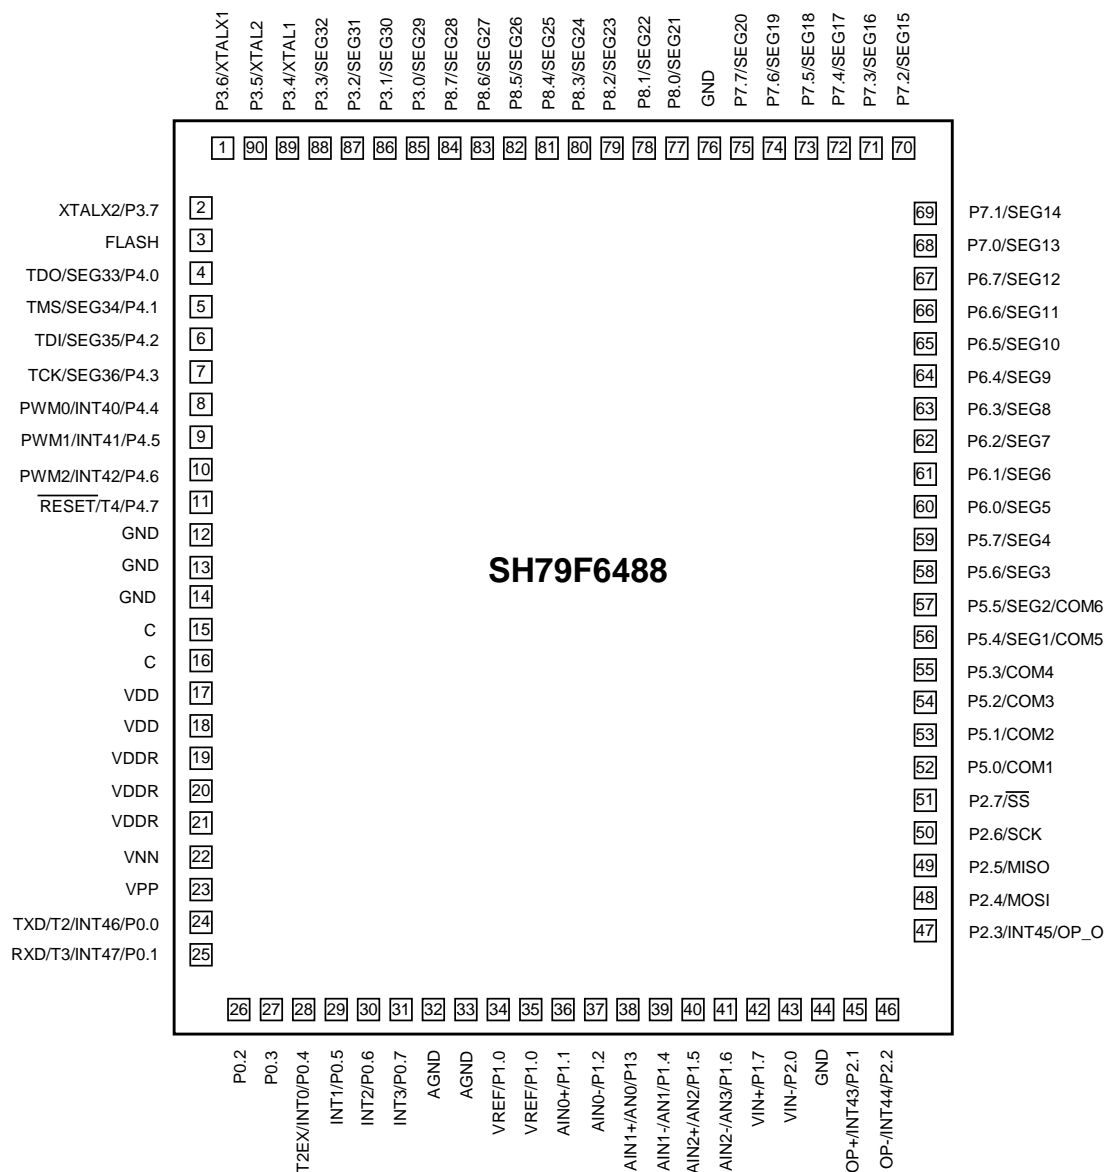 P3.6/XTALX1
P3.5/XTAL2
P3.4/XTAL1
P3.3/SEG32
P3.2/SEG31
P3.1/SEG30
P3.0/SEG29
P8.7/SEG28
P8.6/SEG27
P8.5/SEG26
P8.4/SEG25
P8.3/SEG24
P8.2/SEG23
P8.1/SEG22
P8.0/SEG21
GND
P7.7/SEG20
P7.6/SEG19
P7.5/SEG18
P7.4/SEG17
P7.3/SEG16
P7.2/SEG15
1 90 89 88 87 86 85 84 83 82 81 80 79 78 77 76 75 74 73 72 71 70
XTALX2/P3.7 2
FLASH 3
TDO/SEG33/P4.0 4
TMS/SEG34/P4.1 5
TDI/SEG35/P4.2 6
TCK/SEG36/P4.3 7
PWM0/INT40/P4.4 8
PWM1/INT41/P4.5 9
PWM2/INT42/P4.6 10
RESET/T4/P4.7 11
GND 12
GND 13
GND 14
C 15
C 16
VDD 17
VDD 18
VDDR 19
VDDR 20
VDDR 21
VNN 22
VPP 23
TXD/T2/INT46/P0.0 24
RXD/T3/INT47/P0.1 25
SH79F6488
69 P7.1/SEG14
68 P7.0/SEG13
67 P6.7/SEG12
66 P6.6/SEG11
65 P6.5/SEG10
64 P6.4/SEG9
63 P6.3/SEG8
62 P6.2/SEG7
61 P6.1/SEG6
60 P6.0/SEG5
59 P5.7/SEG4
58 P5.6/SEG3
57 P5.5/SEG2/COM6
56 P5.4/SEG1/COM5
55 P5.3/COM4
54 P5.2/COM3
53 P5.1/COM2
52 P5.0/COM1
51 P2.7/SS
50 P2.6/SCK
49 P2.5/MISO
48 P2.4/MOSI
47 P2.3/INT45/OP_O
26 27 28 29 30 31 32 33 34 35 36 37 38 39 40 41 42 43 44 45 46
P0.2
P0.3
T2EX/INT0/P0.4
INT1/P0.5
INT2/P0.6
INT3/P0.7
AGND
AGND
VREF/P1.0
VREF/P1.0
AIN0+/P1.1
AIN0-/P1.2
AIN1+/AN0/P13
AIN1-/AN1/P1.4
AIN2+/AN2/P1.5
AIN2-/AN3/P1.6
VIN+/P1.7
VIN-/P2.0
GND
OP+/INT43/P2.1
OP-/INT44/P2.2